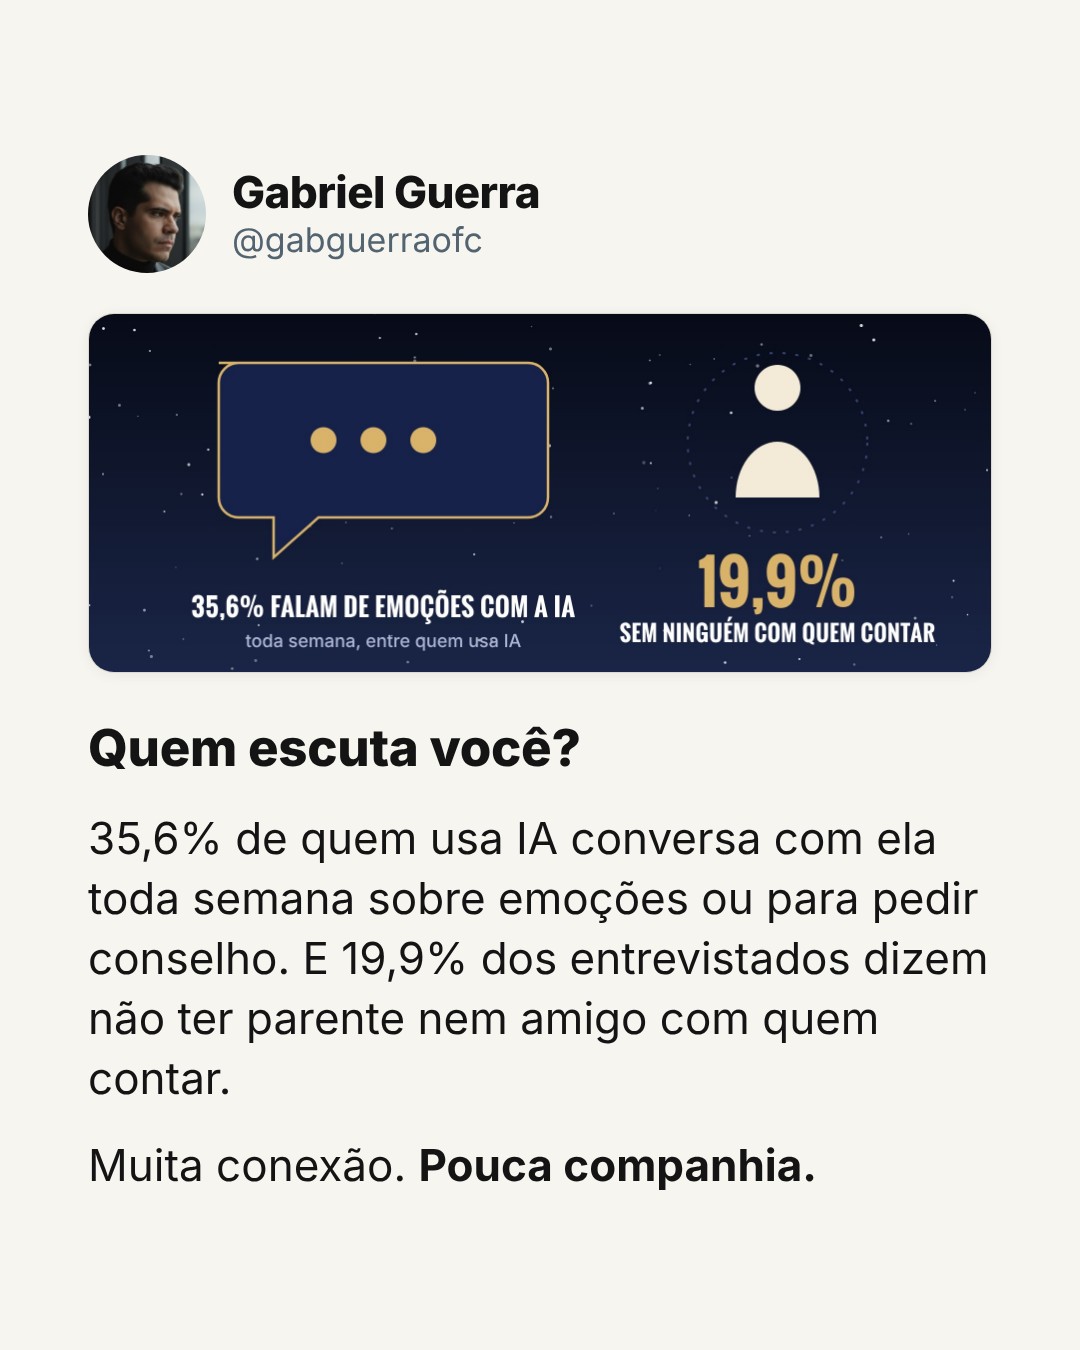 Gabriel Guerra
@gabguerraofc
35,6% FALAM DE EMOÇÕES COM A IA
toda semana, entre quem usa IA
19,9%
SEM NINGUÉM COM QUEM CONTAR
Quem escuta você?
35,6% de quem usa IA conversa com ela
toda semana sobre emoções ou para pedir
conselho. E 19,9% dos entrevistados dizem
não ter parente nem amigo com quem
contar.
Muita conexão. Pouca companhia.